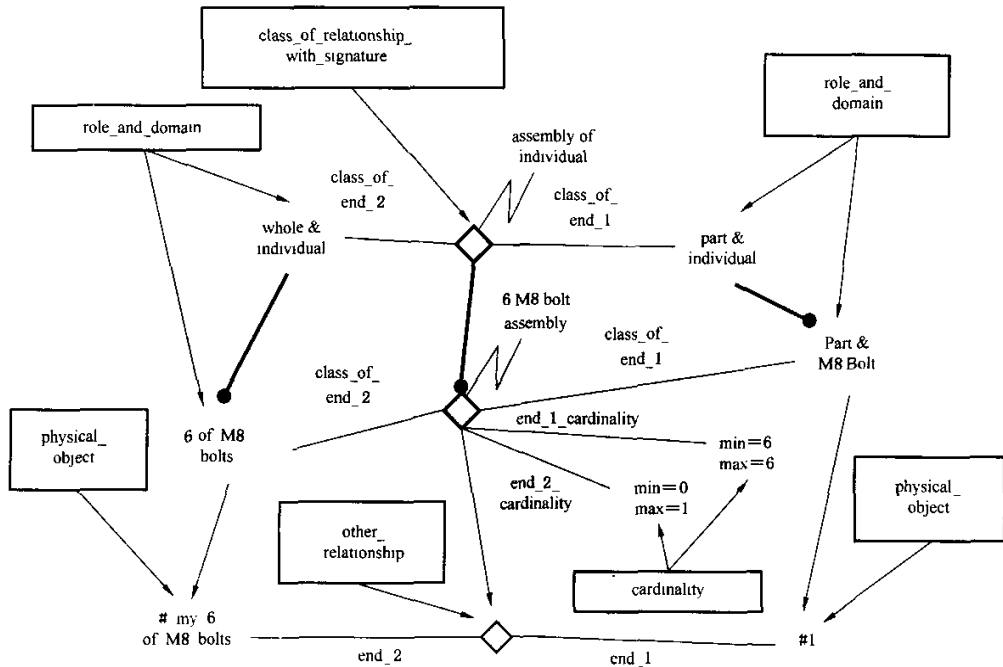 class_of_relationship_
with_signature
role_and_
domain
role_and_domain
assembly of
individual
class_of_
end_2
class_of_
end_1
whole &
individual
part &
individual
6 M8 bolt
assembly
class_of_
end_1
Part &
M8 Bolt
class_of_
end_2
end_1_cardinality
physical_
object
6 of M8
bolts
min=6
max=6
end_2_
cardinality
min=0
max=1
physical_
object
other_
relationship
cardinality
# my 6
of M8 bolts
#1
end_2
end_1